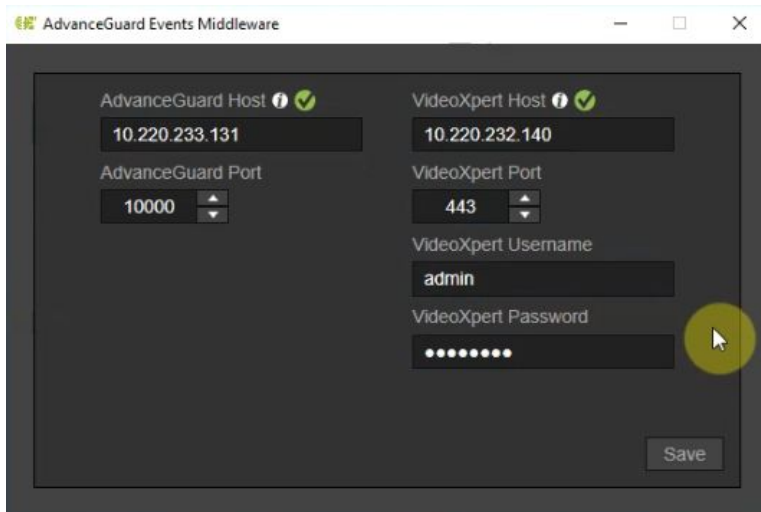 AdvanceGuard Events Middleware
AdvanceGuard Host
10.220.233.131
AdvanceGuard Port
10000
VideoXpert Host
10.220.232.140
VideoXpert Port
443
VideoXpert Username
admin
VideoXpert Password
••••••••
Save